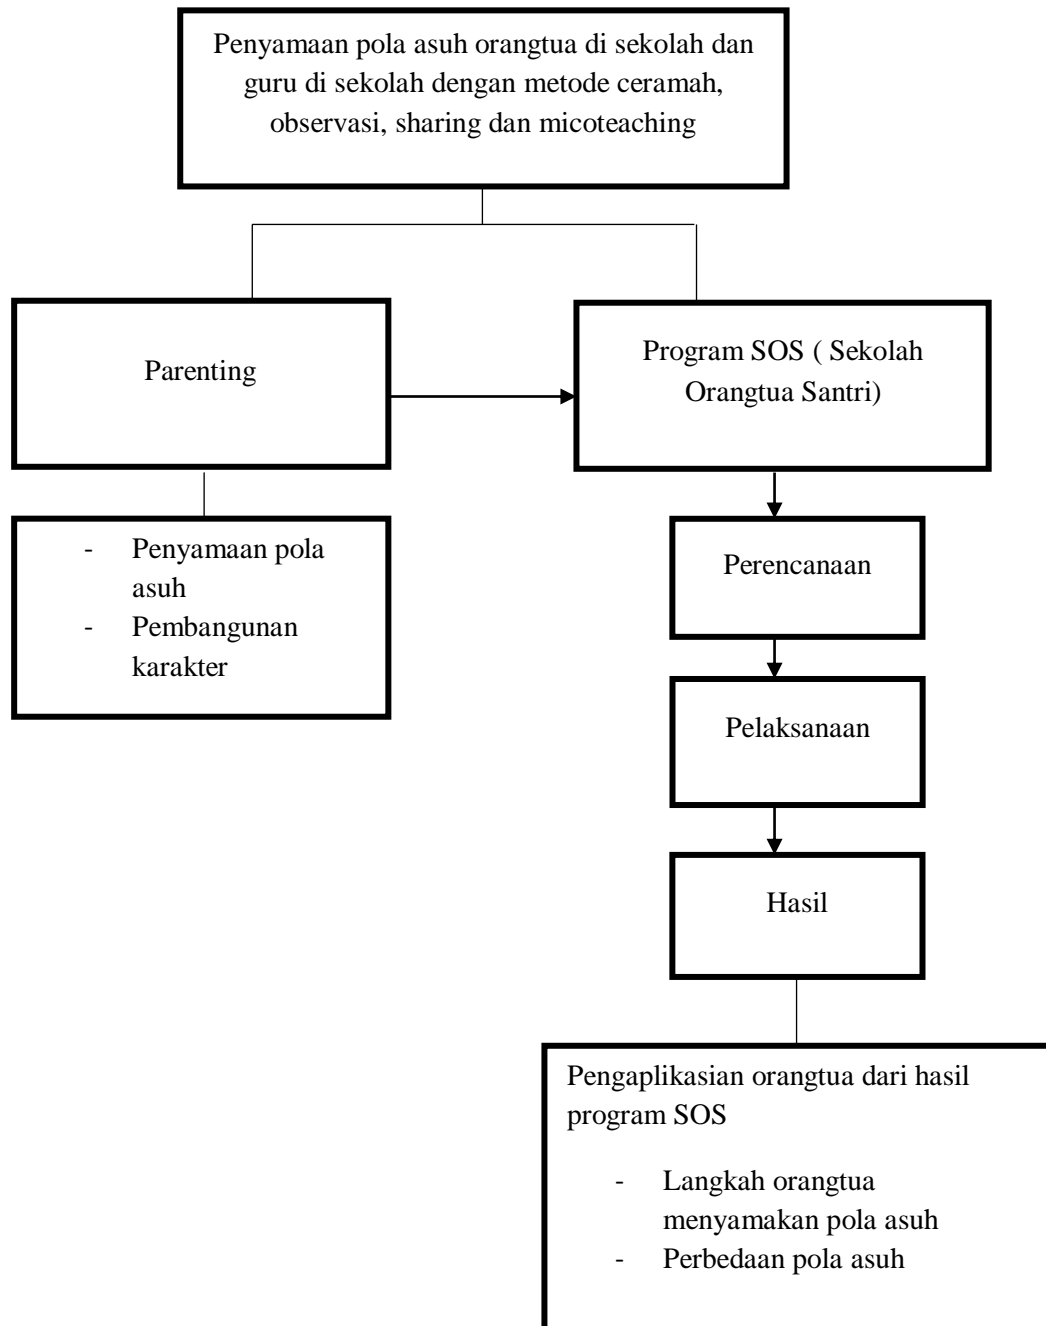 Penyamaan pola asuh orangtua di sekolah dan
guru di sekolah dengan metode ceramah,
observasi, sharing dan micoteaching
Parenting
Program SOS ( Sekolah
Orangtua Santri)
- Penyamaan pola
asuh
- Pembangunan
karakter
Perencanaan
Pelaksanaan
Hasil
Pengaplikasian orangtua dari hasil
program SOS
- Langkah orangtua
menyamakan pola asuh
- Perbedaan pola asuh